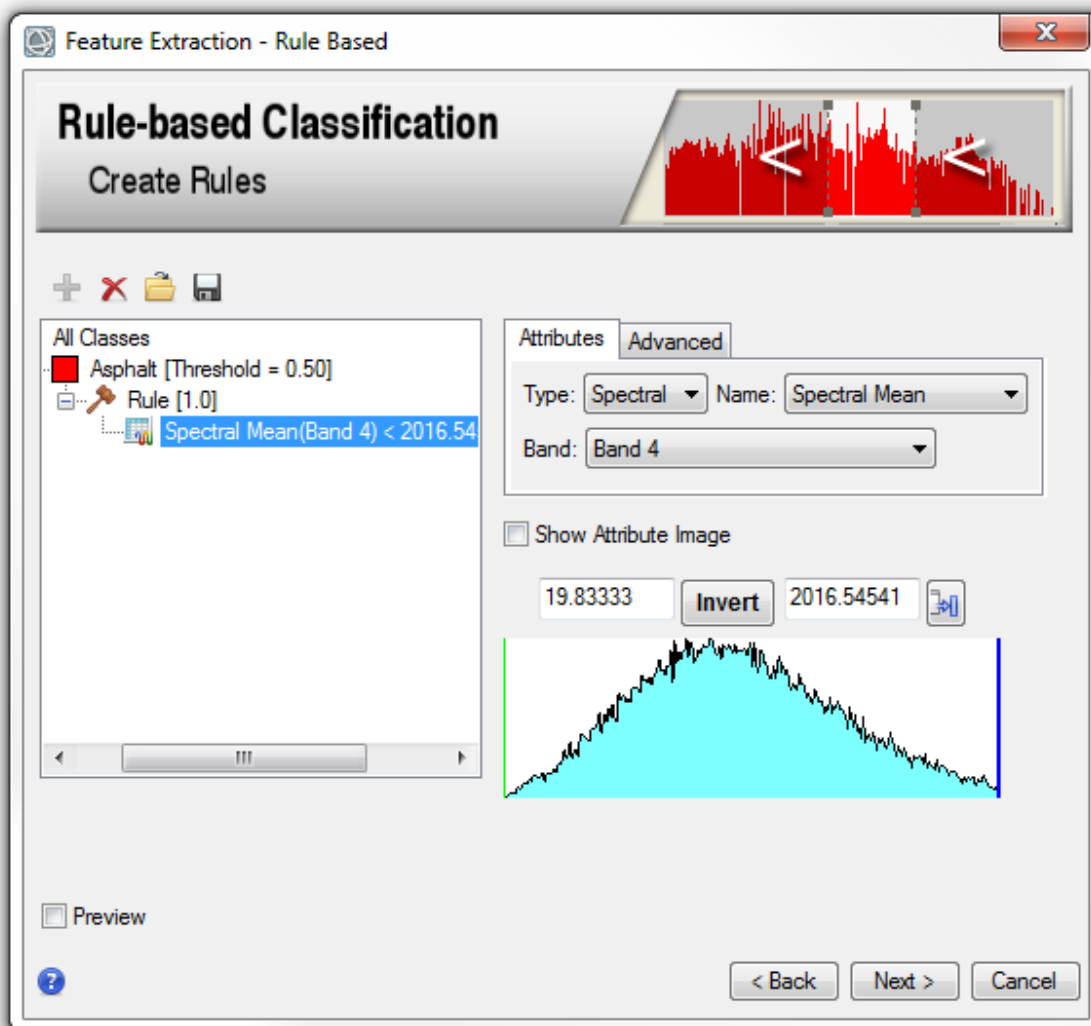 Feature Extraction - Rule Based
Rule-based Classification
Create Rules
< <
All Classes
Asphalt [Threshold = 0.50]
Rule [1.0]
Spectral Mean(Band 4) < 2016.54
Attributes Advanced
Type: Spectral Name: Spectral Mean
Band: Band 4
Show Attribute Image
19.83333 Invert 2016.54541
Preview
? < Back Next > Cancel